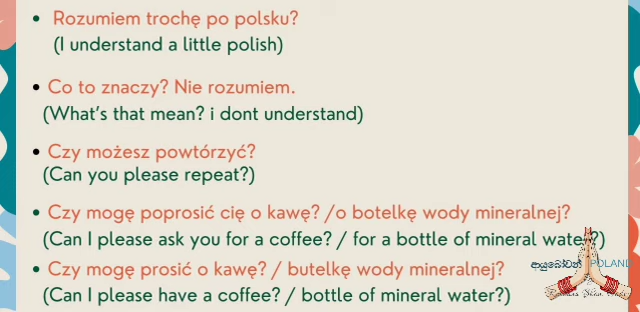 Rozumiem trochę po polsku?
(I understand a little polish)
Co to znaczy? Nie rozumiem.
(What's that mean? i dont understand)
Czy możesz powtórzyć?
(Can you please repeat?)
Czy mogę poprosić cię o kawę? /o botelkę wody mineralnej?
(Can I please ask you for a coffee? / for a bottle of mineral water?)
Czy mogę prosić o kawę? / butelkę wody mineralnej?
ආයුබෝවන් POLAND
(Can I please have a coffee? / bottle of mineral water?)